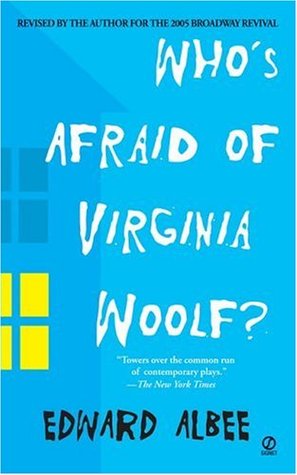 REVISED BY THE AUTHOR FOR THE 2005 BROADWAY REVIVAL
WHO'S
AFRAID OF
VIRGINIA
WOOLF?
"Towers over the common run
of contemporary plays."
—The New York Times
EDWARD ALBEE
SIGNET